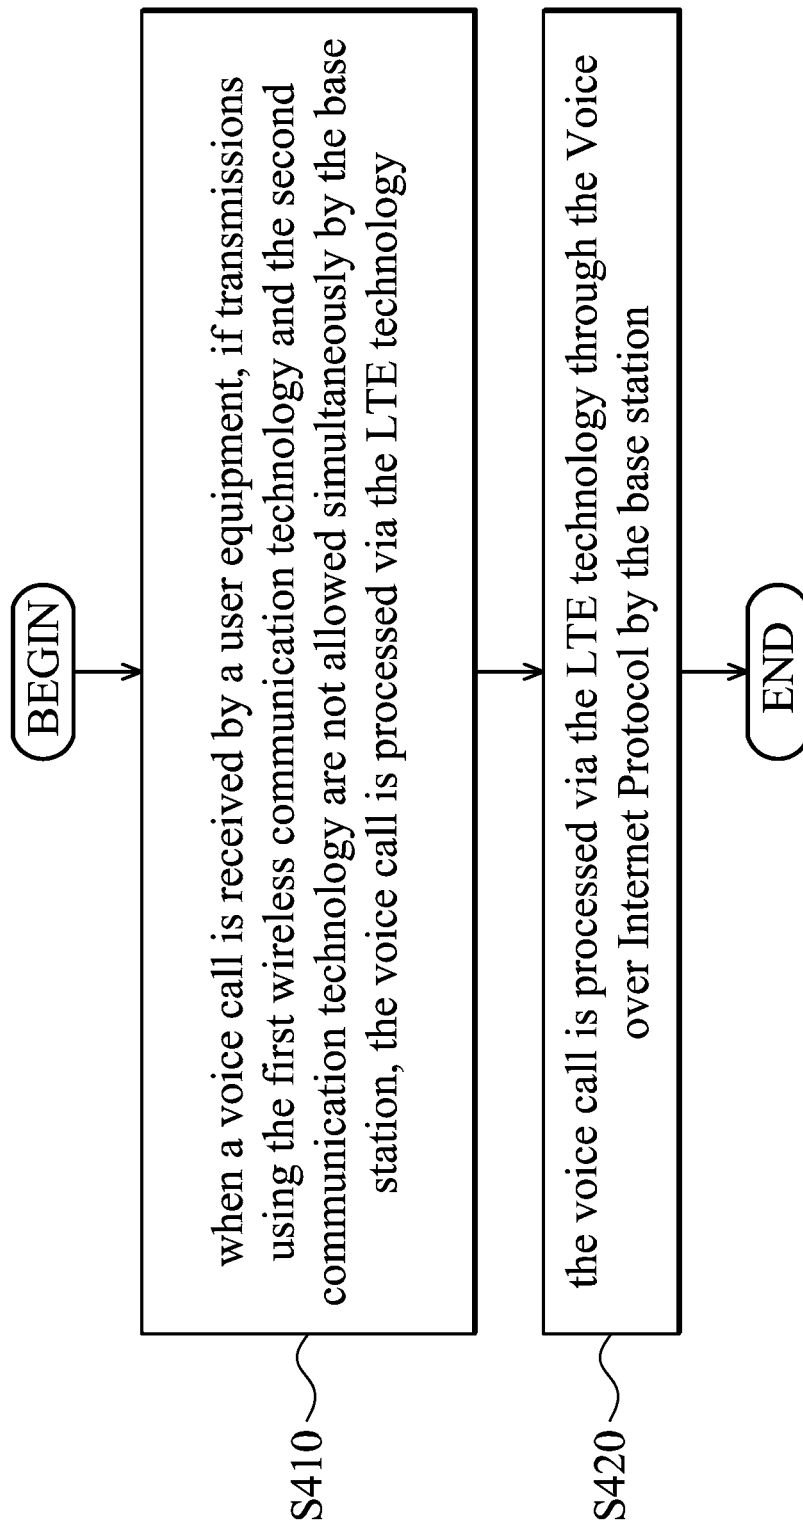 BEGIN
when a voice call is received by a user equipment, if transmissions
using the first wireless communication technology and the second
communication technology are not allowed simultaneously by the base
station, the voice call is processed via the LTE technology
S410
the voice call is processed via the LTE technology through the Voice
over Internet Protocol by the base station
S420
END